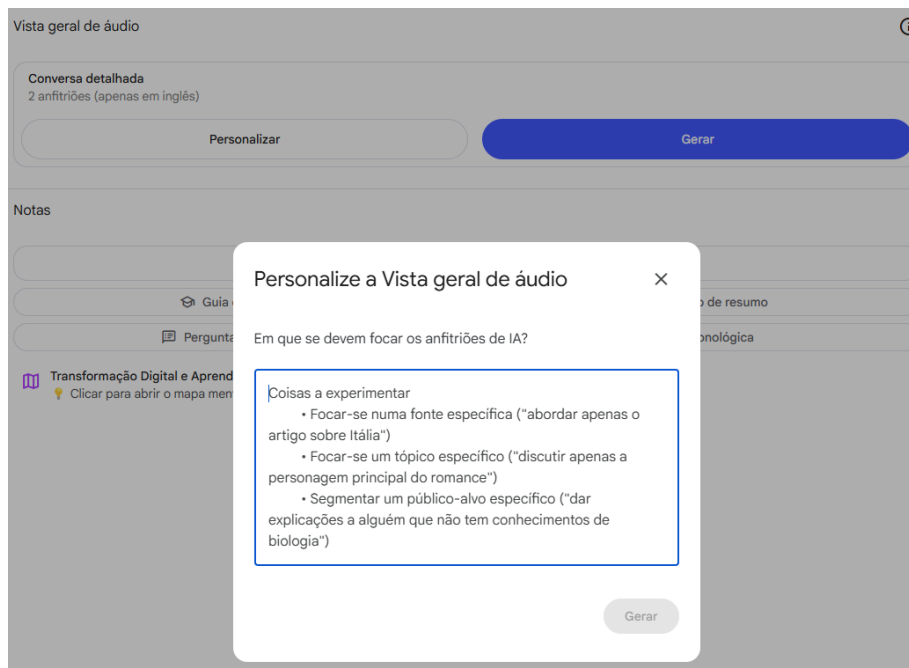 Vista geral de áudio
Conversa detalhada
2 anfitriões (apenas em inglês)
Personalizar
Gerar
Notas
Guia
de resumo
Pergunta
onológica
Transformação Digital e Aprend
Clicar para abrir o mapa men
Personalize a Vista geral de áudio
Em que se devem focar os anfitriões de IA?
Coisas a experimentar
• Focar-se numa fonte específica ("abordar apenas o
artigo sobre Itália")
• Focar-se um tópico específico ("discutir apenas a
personagem principal do romance")
• Segmentar um público-alvo específico ("dar
explicações a alguém que não tem conhecimentos de
biologia")
Gerar